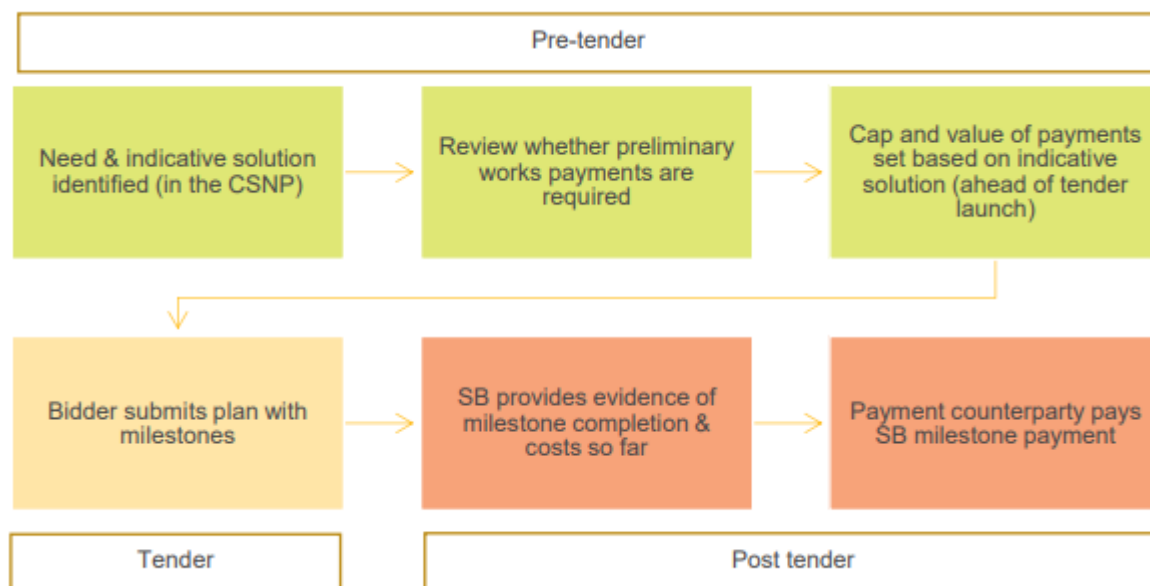 Pre-tender
Need & indicative solution
identified (in the CSNP)
Review whether preliminary
works payments are
required
Cap and value of payments
set based on indicative
solution (ahead of tender
launch)
Bidder submits plan with
milestones
SB provides evidence of
milestone completion &
costs so far
Payment counterparty pays
SB milestone payment
Tender
Post tender